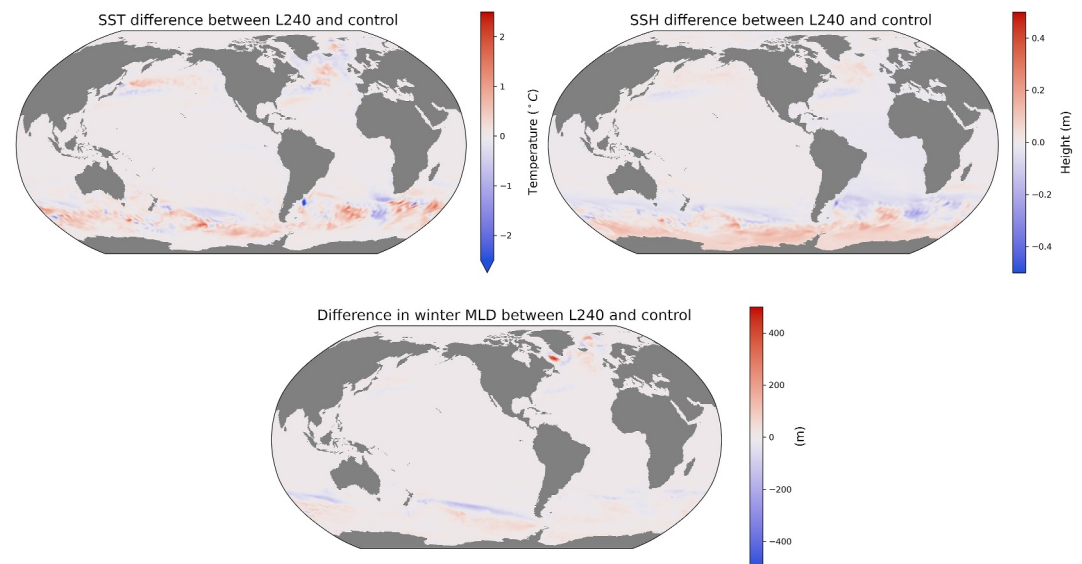 SST difference between L240 and control
2
1
0
−1
−2
Temperature (°C)
SSH difference between L240 and control
0.4
0.2
0.0
−0.2
−0.4
Height (m)
Difference in winter MLD between L240 and control
400
200
0
−200
−400
(m)